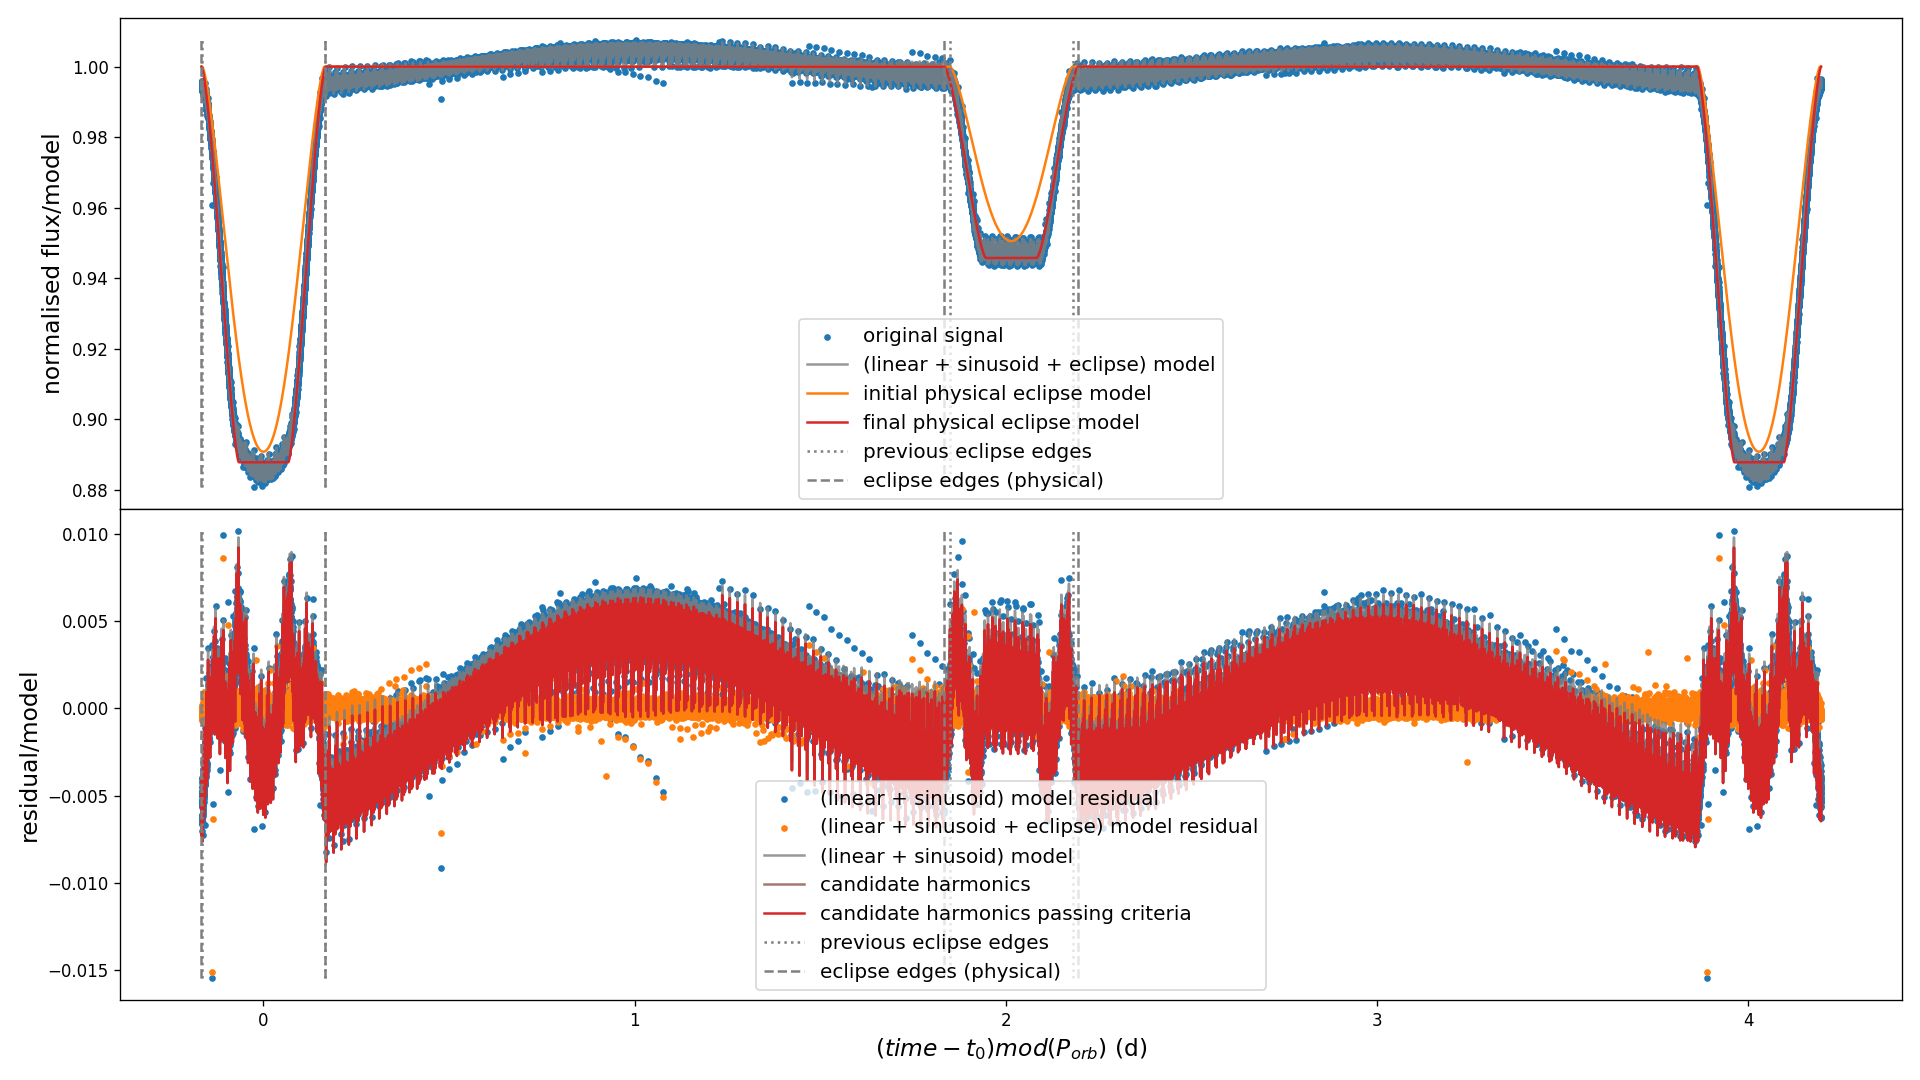 normalised flux/model
1.00
0.98
0.96
0.94
0.92
0.90
0.88
original signal
(linear + sinusoid + eclipse) model
initial physical eclipse model
final physical eclipse model
previous eclipse edges
eclipse edges (physical)
residual/model
0.010
0.005
0.000
−0.005
−0.010
−0.015
(linear + sinusoid) model residual
(linear + sinusoid + eclipse) model residual
(linear + sinusoid) model
candidate harmonics
candidate harmonics passing criteria
previous eclipse edges
eclipse edges (physical)
0 1 2 3 4
(time − t₀)mod(P_orb) (d)